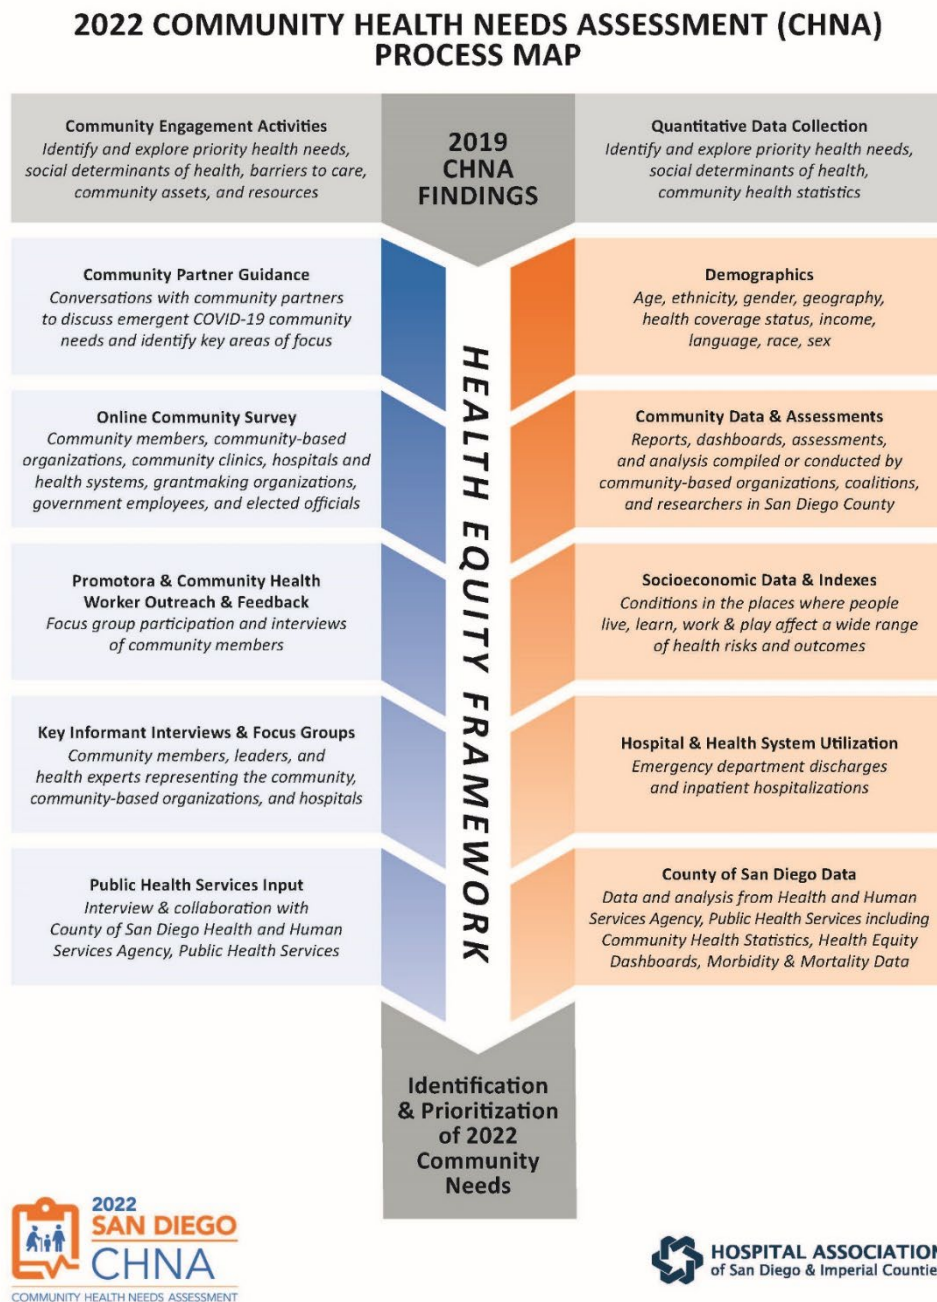 2022 COMMUNITY HEALTH NEEDS ASSESSMENT (CHNA)
PROCESS MAP
Community Engagement Activities
Identify and explore priority health needs,
social determinants of health, barriers to care,
community assets, and resources
2019
CHNA
FINDINGS
Quantitative Data Collection
Identify and explore priority health needs,
social determinants of health,
community health statistics
Community Partner Guidance
Conversations with community partners
to discuss emergent COVID-19 community
needs and identify key areas of focus
Online Community Survey
Community members, community-based
organizations, community clinics, hospitals and
health systems, grantmaking organizations,
government employees, and elected officials
Promotora & Community Health
Worker Outreach & Feedback
Focus group participation and interviews
of community members
Key Informant Interviews & Focus Groups
Community members, leaders, and
health experts representing the community,
community-based organizations, and hospitals
Public Health Services Input
Interview & collaboration with
County of San Diego Health and Human
Services Agency, Public Health Services
HEALTH EQUITY FRAMEWORK
Demographics
Age, ethnicity, gender, geography,
health coverage status, income,
language, race, sex
Community Data & Assessments
Reports, dashboards, assessments,
and analysis compiled or conducted by
community-based organizations, coalitions,
and researchers in San Diego County
Socioeconomic Data & Indexes
Conditions in the places where people
live, learn, work & play affect a wide range
of health risks and outcomes
Hospital & Health System Utilization
Emergency department discharges
and inpatient hospitalizations
County of San Diego Data
Data and analysis from Health and Human
Services Agency, Public Health Services including
Community Health Statistics, Health Equity
Dashboards, Morbidity & Mortality Data
Identification
& Prioritization
of 2022
Community
Needs
2022
SAN DIEGO
CHNA
COMMUNITY HEALTH NEEDS ASSESSMENT
HOSPITAL ASSOCIATION
of San Diego & Imperial Countie